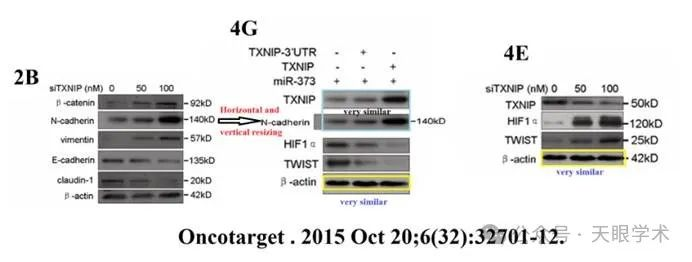 2B
siTXNIP (nM) 0 50 100
β-catenin 92kD
N-cadherin 140kD
vimentin 57kD
E-cadherin 135kD
claudin-1 20kD
β-actin 42kD
Horizontal and
vertical resizing
4G
TXNIP-3'UTR - + -
TXNIP - - +
miR-373 + + +
TXNIP
very similar
N-cadherin 140kD
HIF1α
TWIST
β-actin
very similar
4E
siTXNIP (nM) 0 50 100
TXNIP 50kD
HIF1α 120kD
TWIST 25kD
β-actin 42kD
very similar
Oncotarget . 2015 Oct 20;6(32):32701-12.
公众号 · 天眼学术